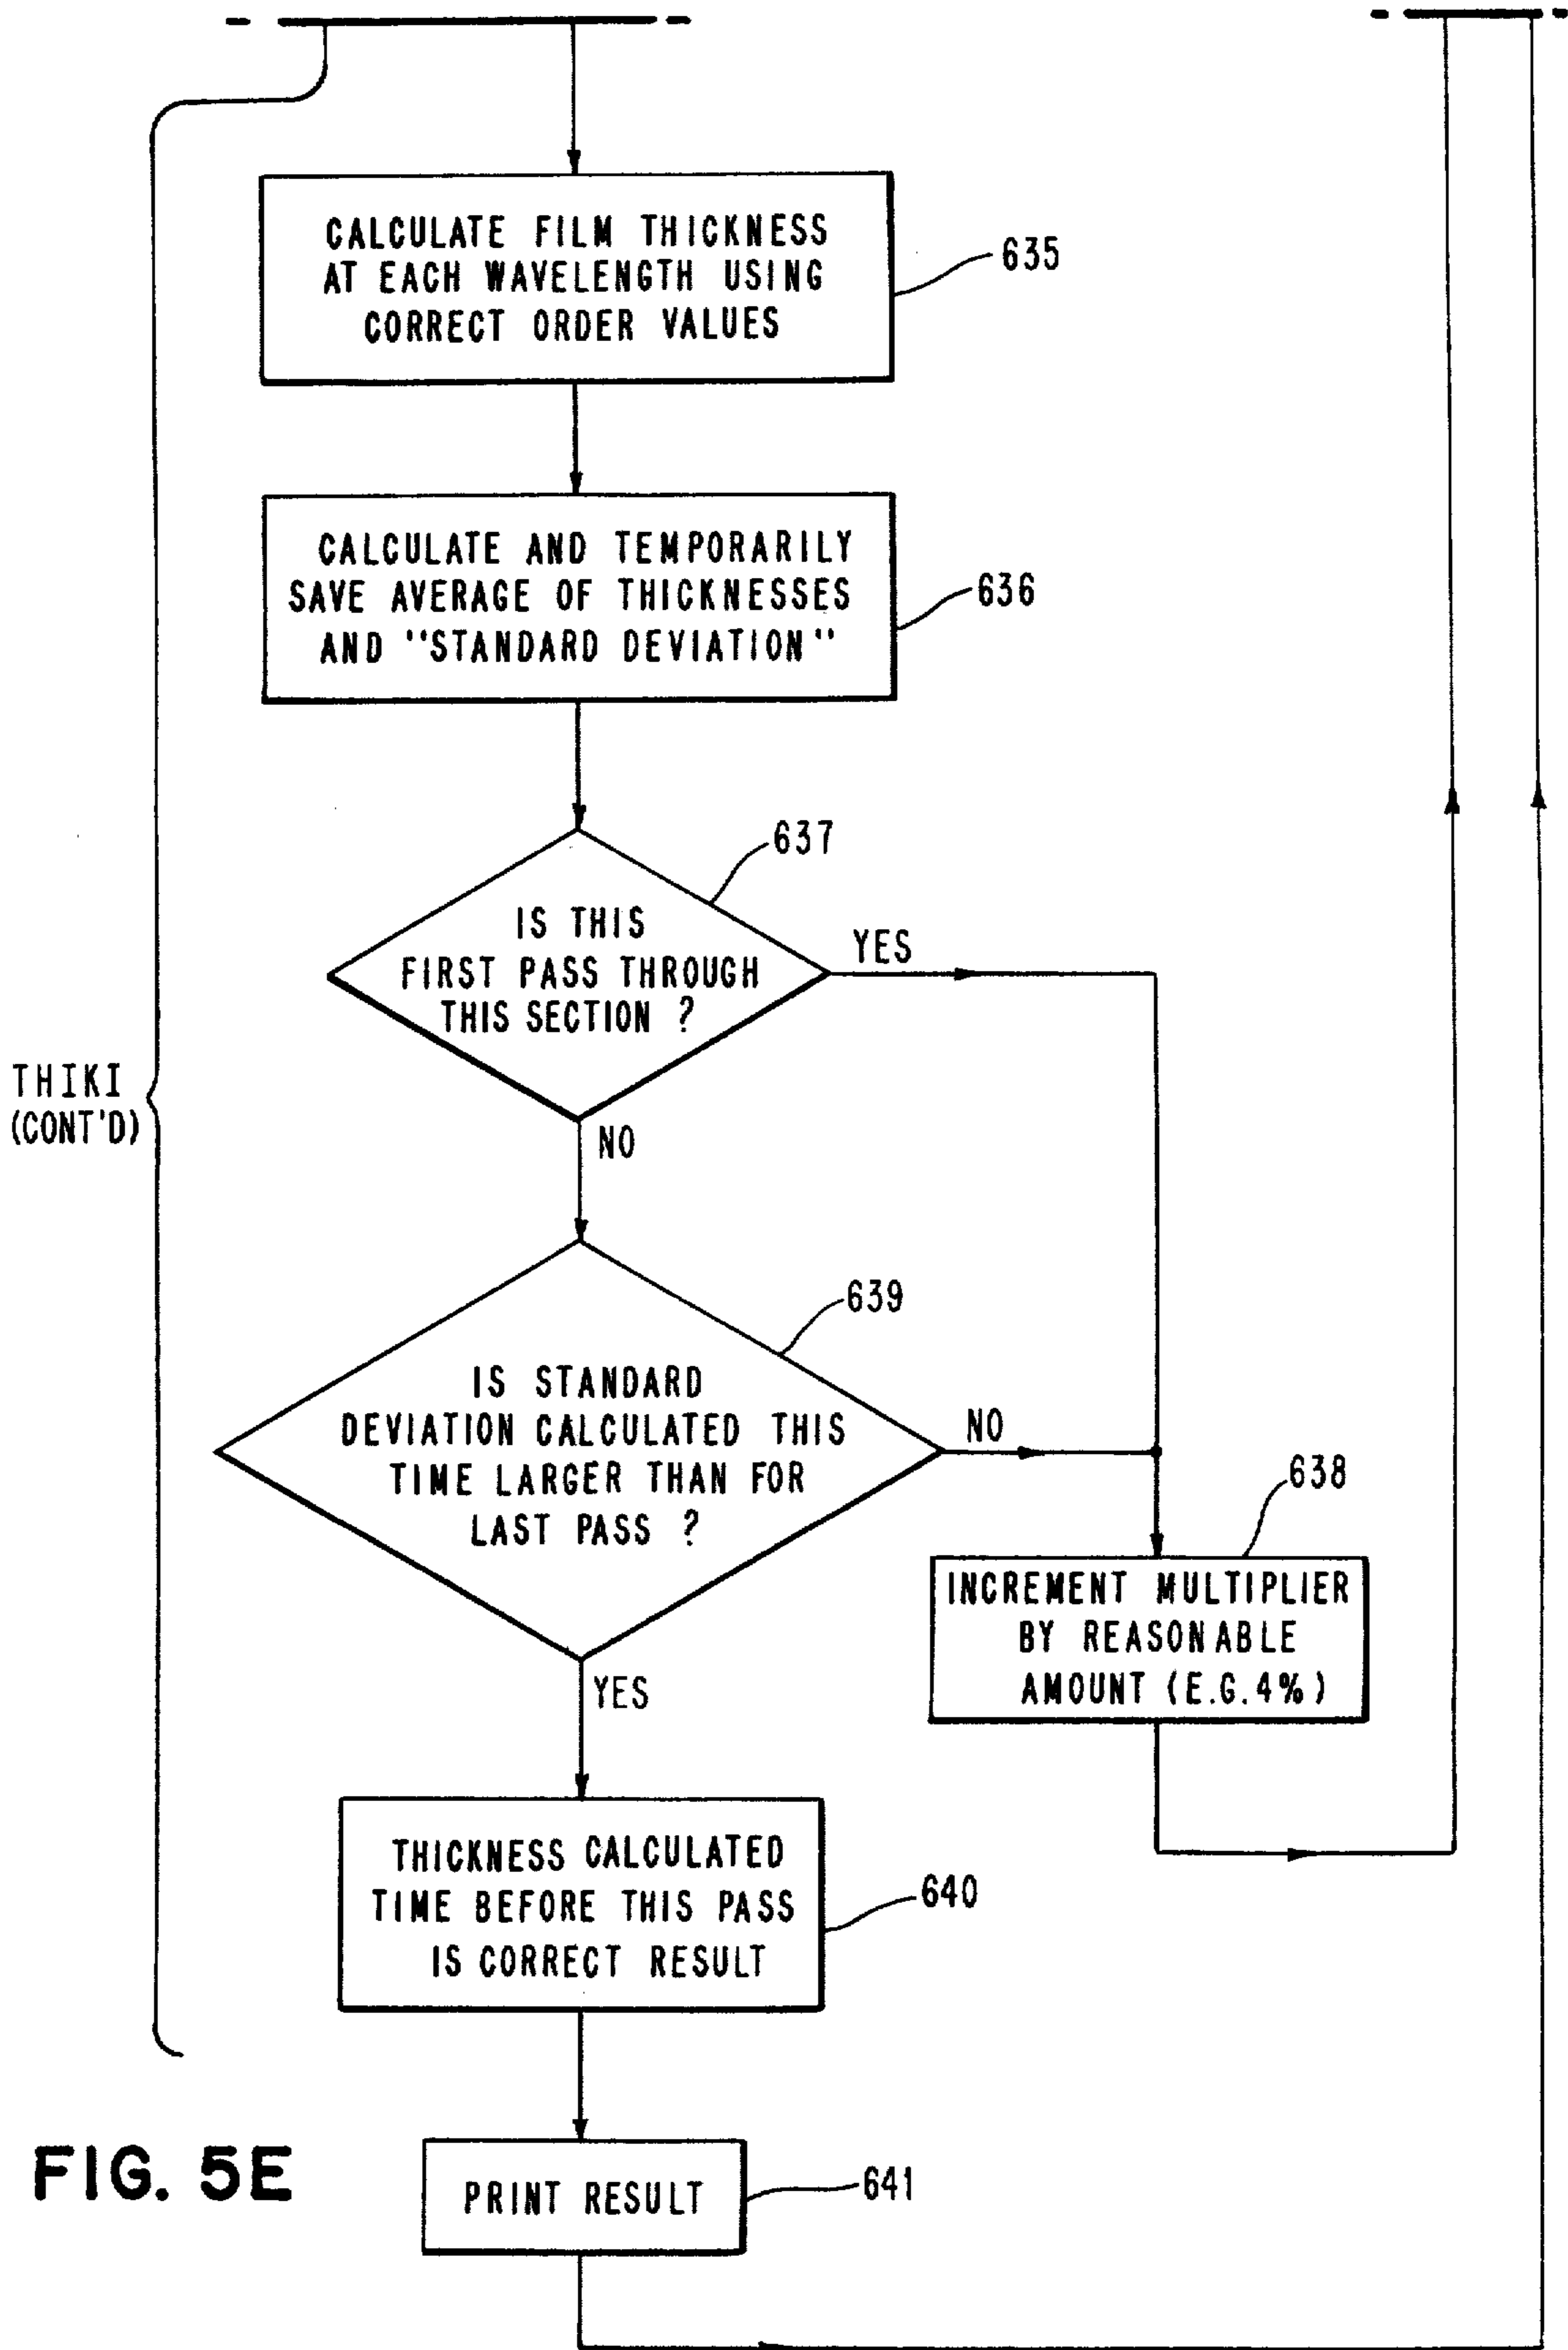 CALCULATE FILM THICKNESS
AT EACH WAVELENGTH USING
CORRECT ORDER VALUES
635
CALCULATE AND TEMPORARILY
SAVE AVERAGE OF THICKNESSES
AND "STANDARD DEVIATION"
636
637
IS THIS
FIRST PASS THROUGH
THIS SECTION ?
YES
NO
THIKI
(CONT'D)
639
IS STANDARD
DEVIATION CALCULATED THIS
TIME LARGER THAN FOR
LAST PASS ?
NO
YES
638
INCREMENT MULTIPLIER
BY REASONABLE
AMOUNT (E.G. 4%)
THICKNESS CALCULATED
TIME BEFORE THIS PASS
IS CORRECT RESULT
640
PRINT RESULT
641
FIG. 5E